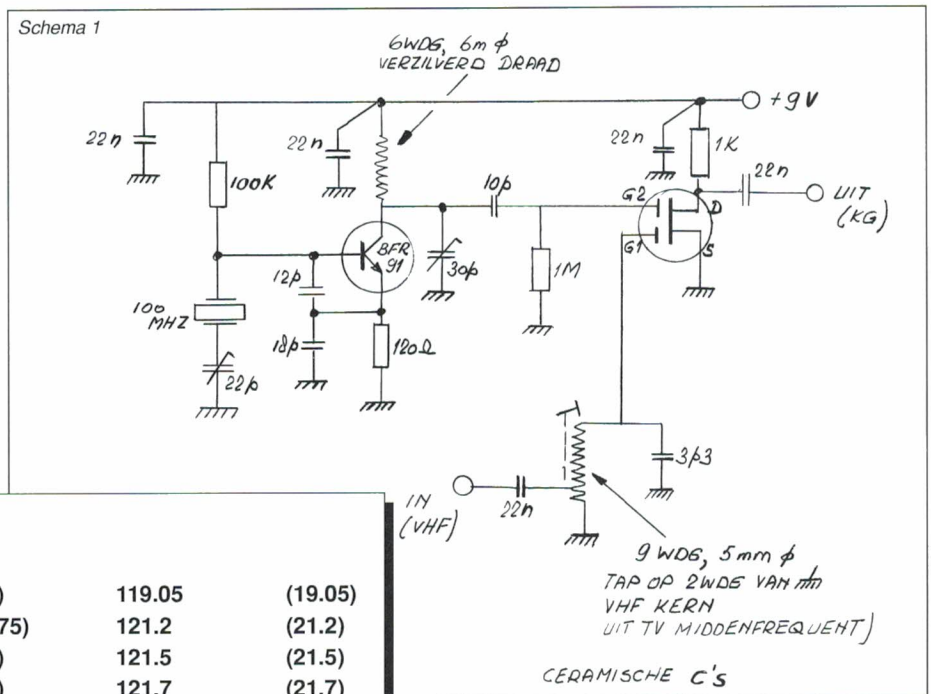 Schema 1
6WDG, 6m φ
VERZILVERD DRAAD
+9V
22n
22n
22n
1K
100K
10p
22n
UIT
(KG)
G2
D
G1
S
BFR
91
12p
30p
1M
100
MHZ
18p
120Ω
22p
3p3
IN
(VHF)
22n
9 WDG, 5mm φ
TAP OP 2WDG VAN
VHF KERN
UIT TV MIDDENFREQUENT)
CERAMISCHE C'S
) 119.05 (19.05)
75) 121.2 (21.2)
) 121.5 (21.5)
) 121.7 (21.7)